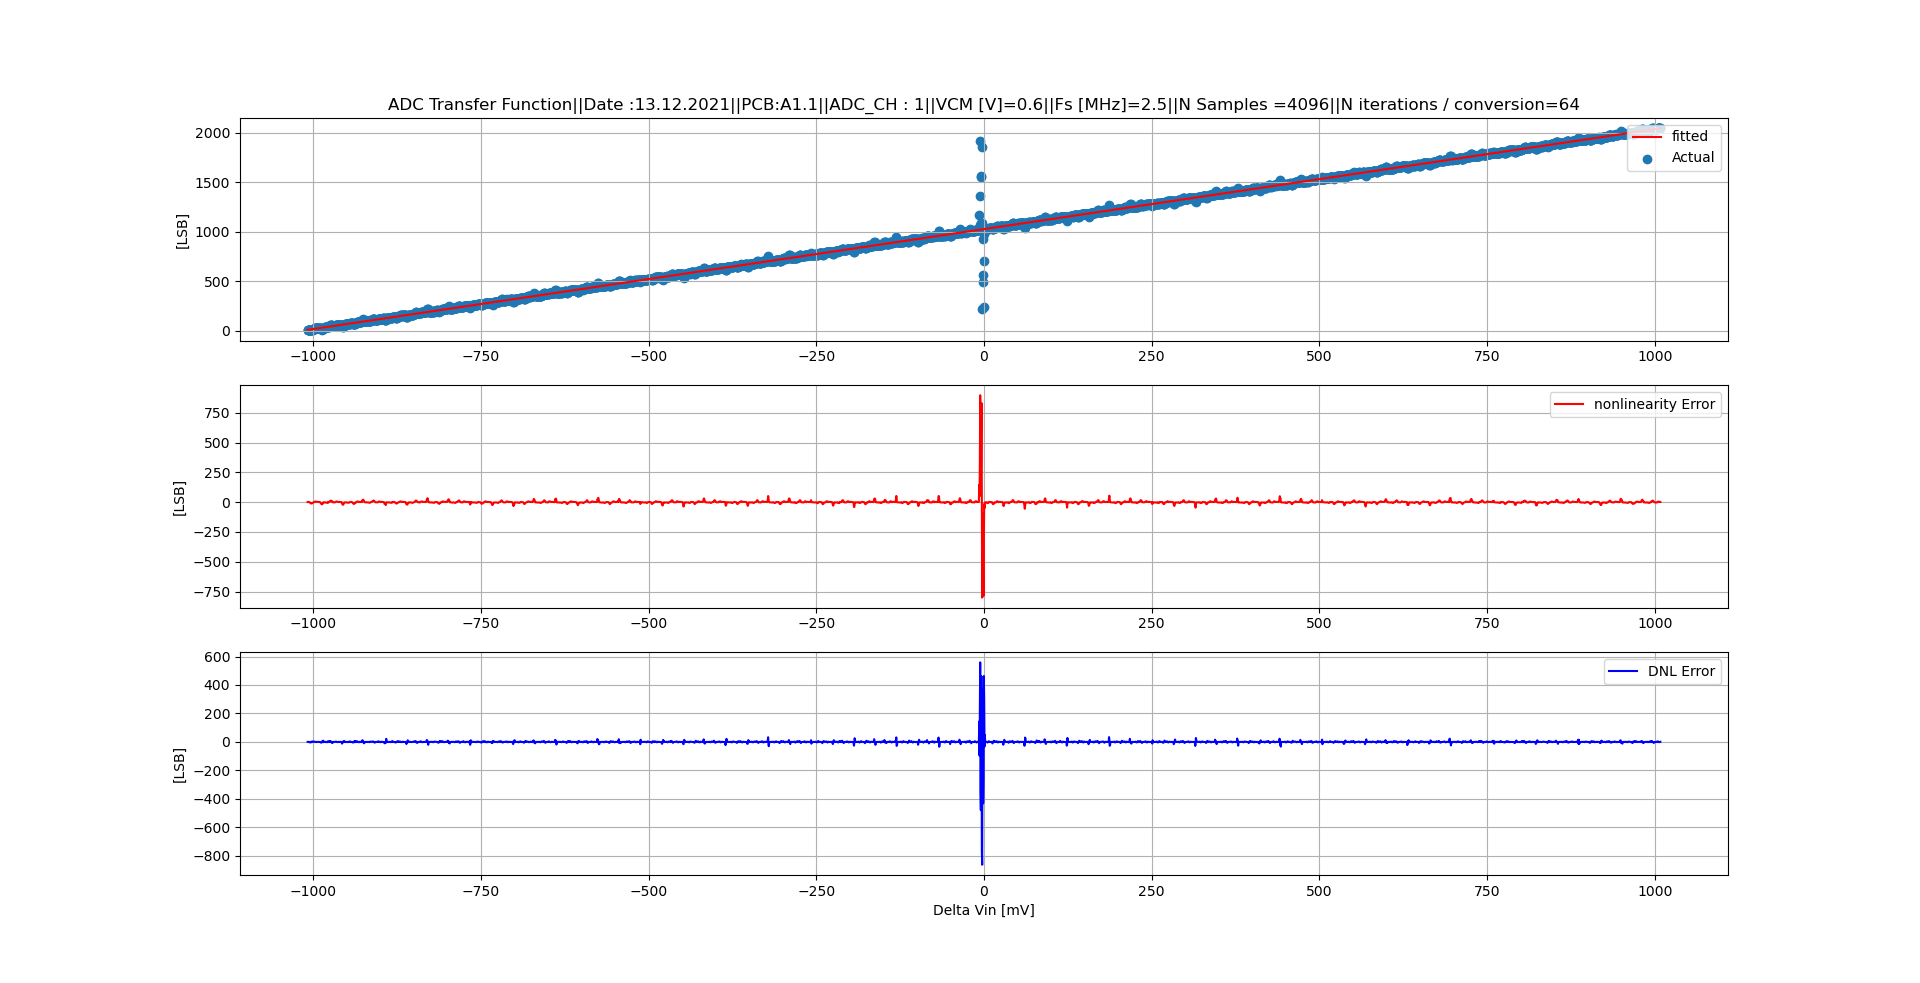 ADC Transfer Function||Date :13.12.2021||PCB:A1.1||ADC_CH : 1||VCM [V]=0.6||Fs [MHz]=2.5||N Samples =4096||N iterations / conversion=64
[LSB]
2000
1500
1000
500
0
fitted
Actual
−1000 −750 −500 −250 0 250 500 750 1000
[LSB]
750
500
250
0
−250
−500
−750
nonlinearity Error
−1000 −750 −500 −250 0 250 500 750 1000
[LSB]
600
400
200
0
−200
−400
−600
−800
DNL Error
−1000 −750 −500 −250 0 250 500 750 1000
Delta Vin [mV]